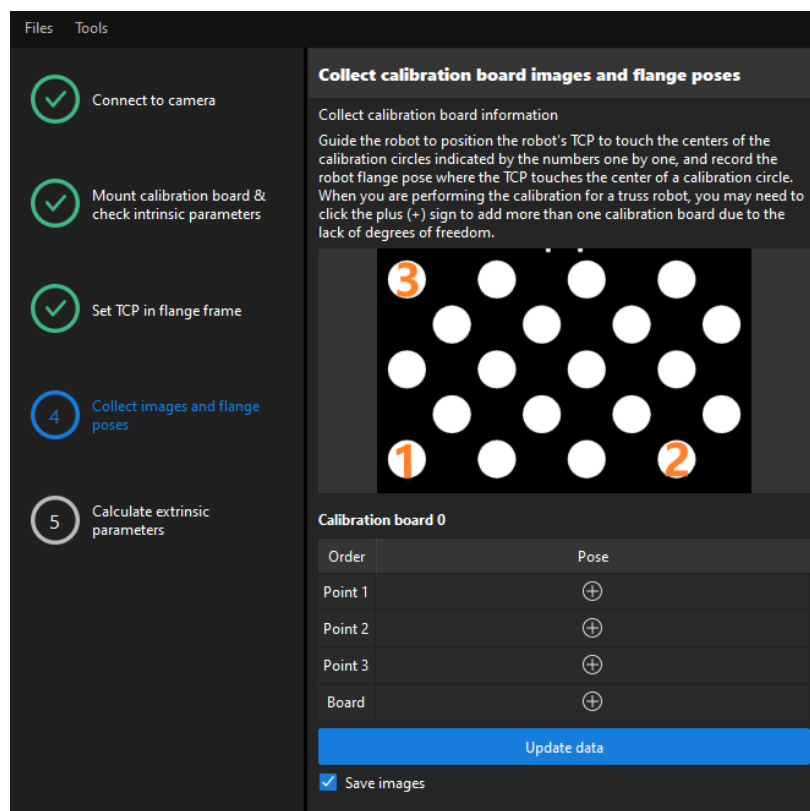 Files Tools
Connect to camera
Mount calibration board &
check intrinsic parameters
Set TCP in flange frame
4
Collect images and flange
poses
5
Calculate extrinsic
parameters
Collect calibration board images and flange poses
Collect calibration board information
Guide the robot to position the robot's TCP to touch the centers of the
calibration circles indicated by the numbers one by one, and record the
robot flange pose where the TCP touches the center of a calibration circle.
When you are performing the calibration for a truss robot, you may need to
click the plus (+) sign to add more than one calibration board due to the
lack of degrees of freedom.
3
1 2
Calibration board 0
Order Pose
Point 1
Point 2
Point 3
Board
Update data
Save images